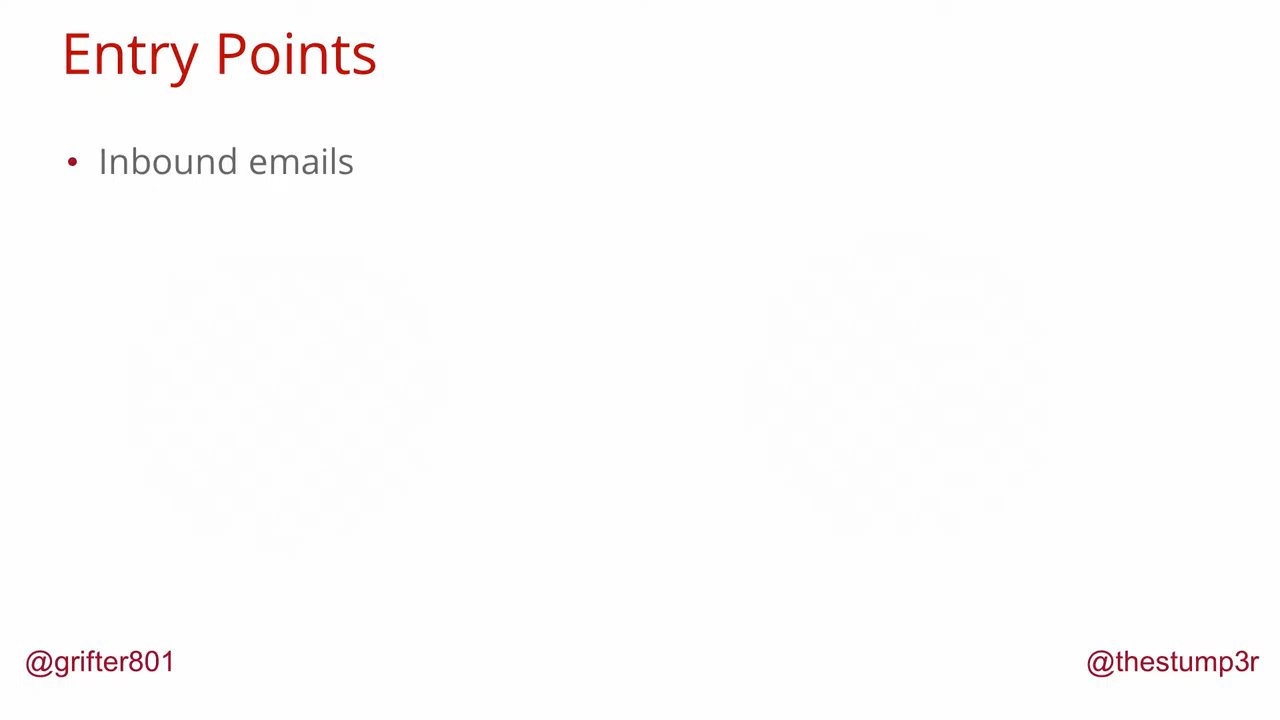 Entry Points
• Inbound emails
@grifter801
@thestump3r